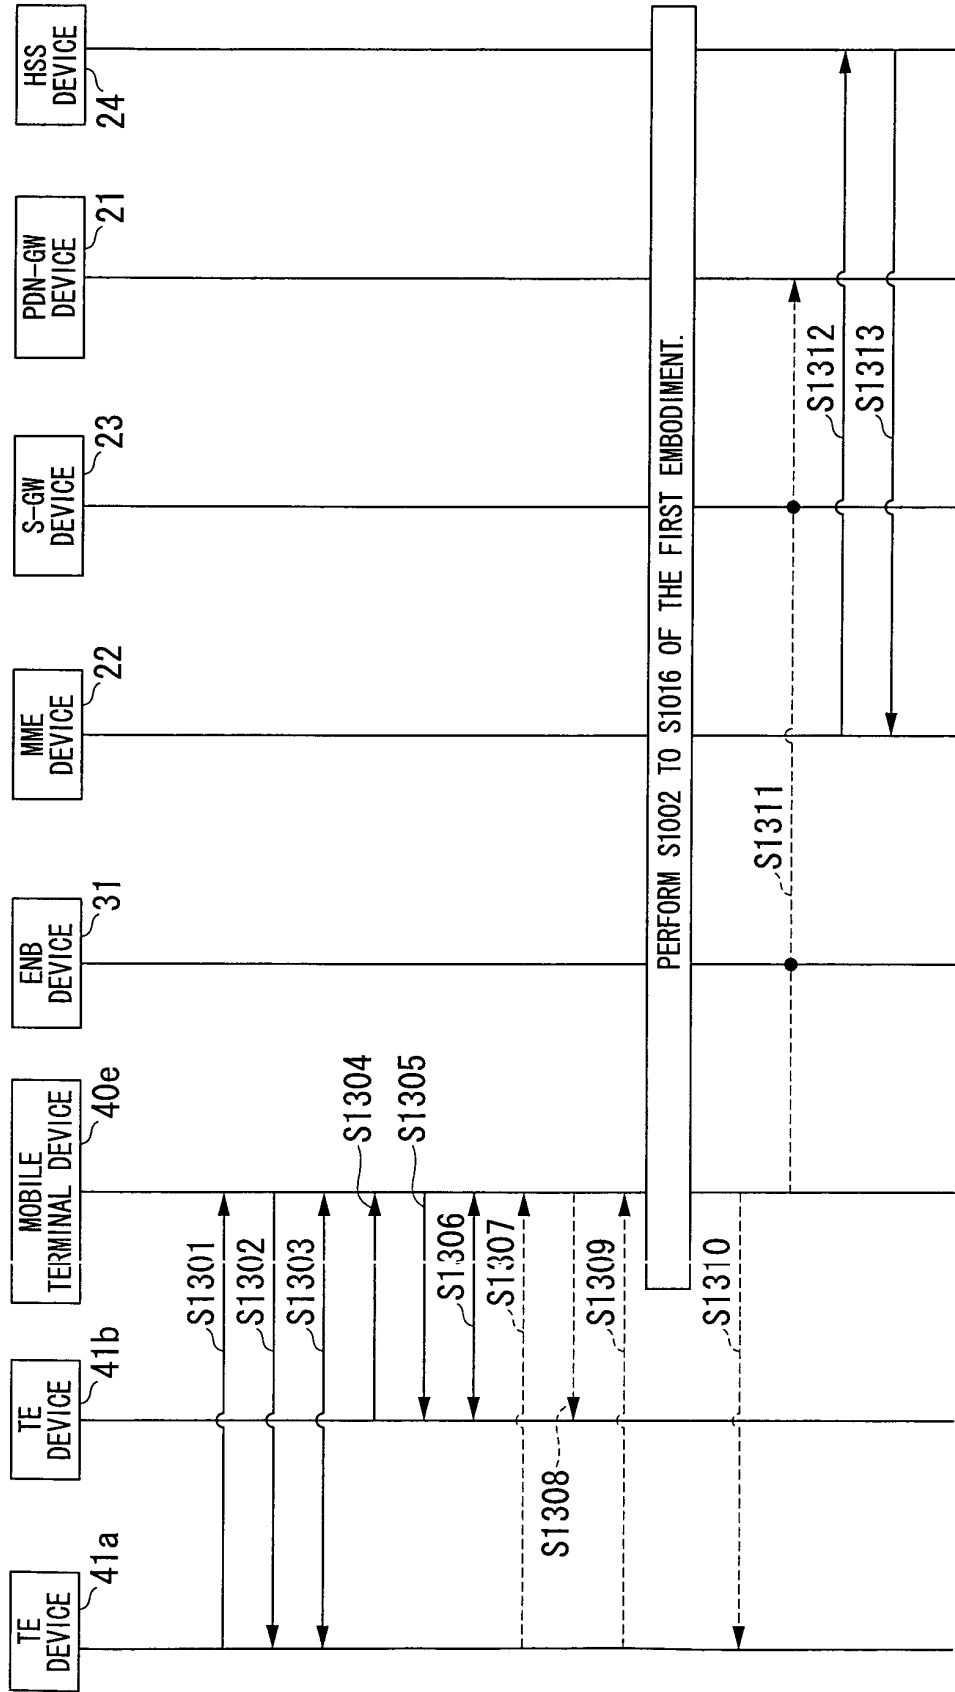 TE
DEVICE
41a
TE
DEVICE
41b
MOBILE
TERMINAL DEVICE
40e
ENB
DEVICE
31
MME
DEVICE
22
S-GW
DEVICE
23
PDN-GW
DEVICE
21
HSS
DEVICE
24
S1301
S1302
S1303
S1304
S1305
S1306
S1307
S1308
S1309
PERFORM S1002 TO S1016 OF THE FIRST EMBODIMENT.
S1310
S1311
S1312
S1313